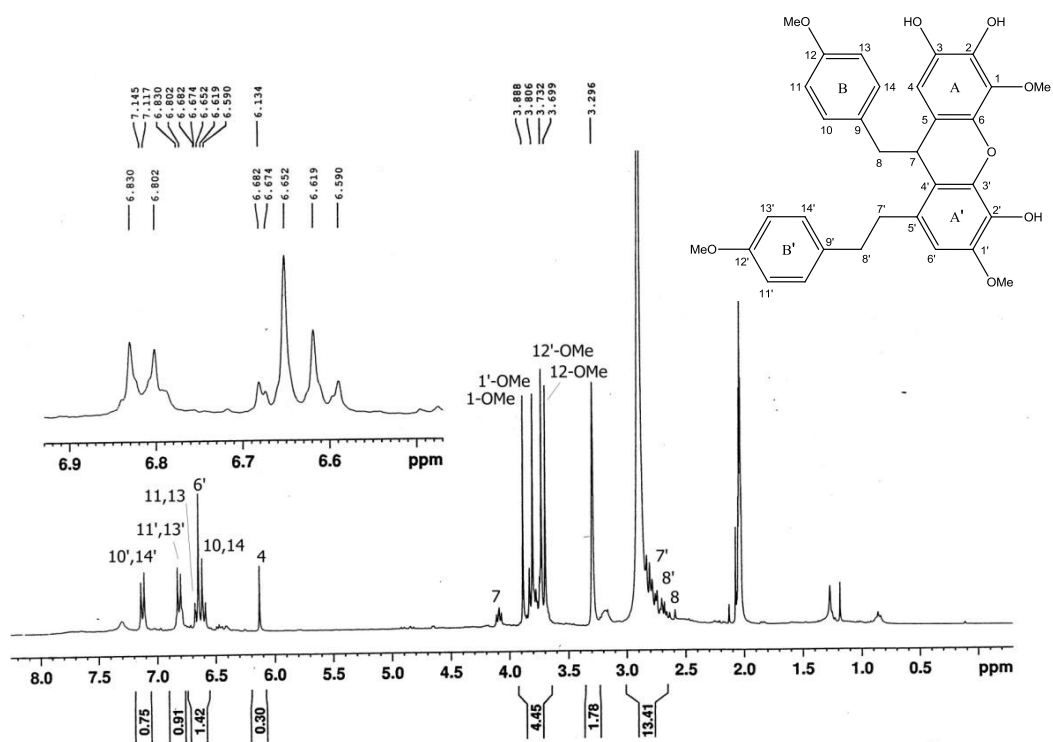 7.145
7.117
6.830
6.802
6.682
6.674
6.652
6.619
6.590
6.134
3.888
3.806
3.732
3.699
3.296
6.830
6.802
6.682
6.674
6.652
6.619
6.590
6.9 6.8 6.7 6.6 ppm
MeO
HO OH
12 13 3 2
11 B 14 4 A 1 OMe
10 9 5 6
8 7 O
4' 3'
13' 14' 7' 5' A' 2' OH
MeO 12' B' 9' 8' 6' 1'
11' OMe
12'-OMe
1'-OMe 12-OMe
1-OMe
11,13 6'
11',13' 10,14
10',14' 4
7
7'
8'
8
8.0 7.5 7.0 6.5 6.0 5.5 5.0 4.5 4.0 3.5 3.0 2.5 2.0 1.5 1.0 ppm
0.75 0.91 1.42 0.30 4.45 1.78 13.41